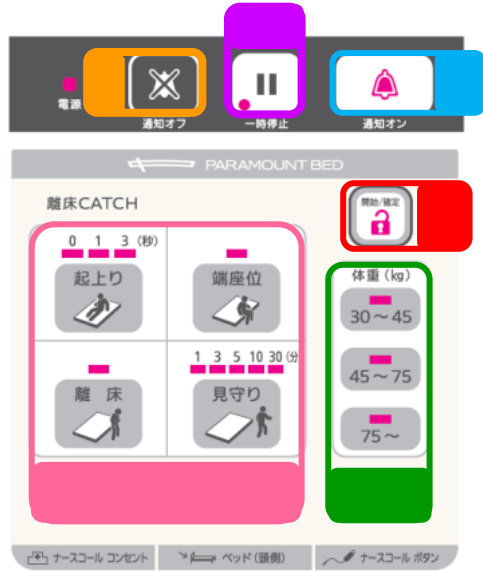 電源
通知オフ
一時停止
通知オン
PARAMOUNT BED
離床CATCH
開始/確定
0 1 3 (秒)
起上り
端座位
体重(kg)
30～45
1 3 5 10 30 (分
離 床
見守り
45～75
75～
ナースコール コンセント
ベッド(頭側)
ナースコール ボタン